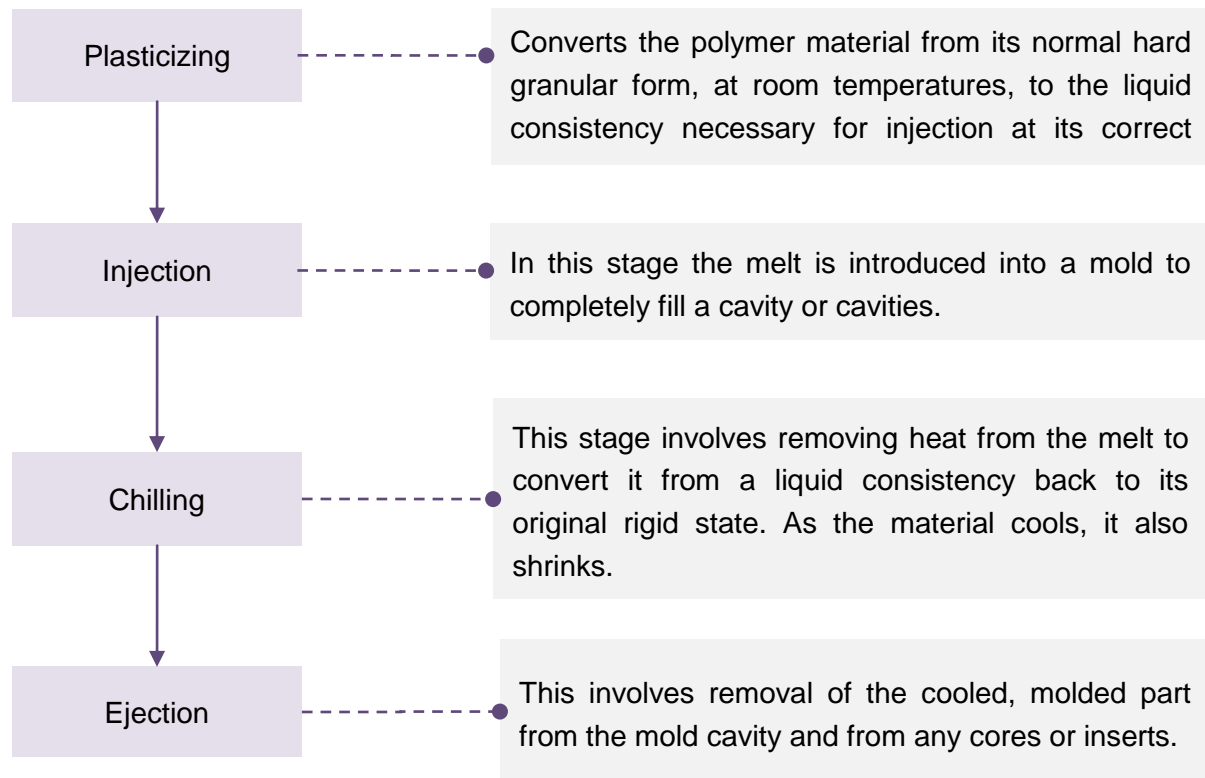 Plasticizing
Converts the polymer material from its normal hard
granular form, at room temperatures, to the liquid
consistency necessary for injection at its correct
Injection
In this stage the melt is introduced into a mold to
completely fill a cavity or cavities.
Chilling
This stage involves removing heat from the melt to
convert it from a liquid consistency back to its
original rigid state. As the material cools, it also
shrinks.
Ejection
This involves removal of the cooled, molded part
from the mold cavity and from any cores or inserts.